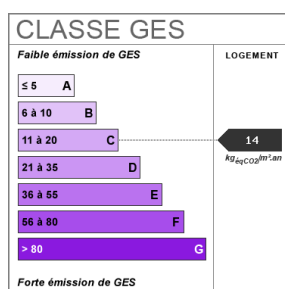 CLASSE GES
Faible émission de GES
LOGEMENT
≤ 5 A
6 à 10 B
11 à 20 C
14
kgéqCO2/m².an
21 à 35 D
36 à 55 E
56 à 80 F
> 80 G
Forte émission de GES